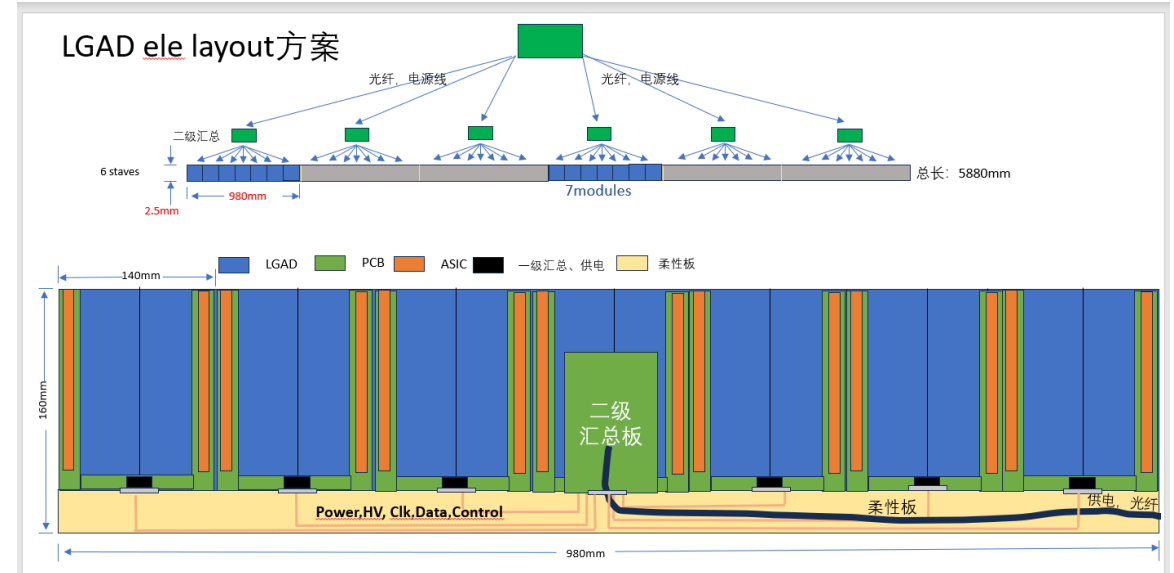 LGAD ele layout方案
光纤，电源线
光纤，电源线
二级汇总
6 staves
总长：5880mm
980mm
7modules
2.5mm
LGAD
PCB
ASIC
一级汇总、供电
柔性板
140mm
160mm
二级
汇总板
Power,HV, Clk,Data,Control
柔性板
供电，光纤
980mm